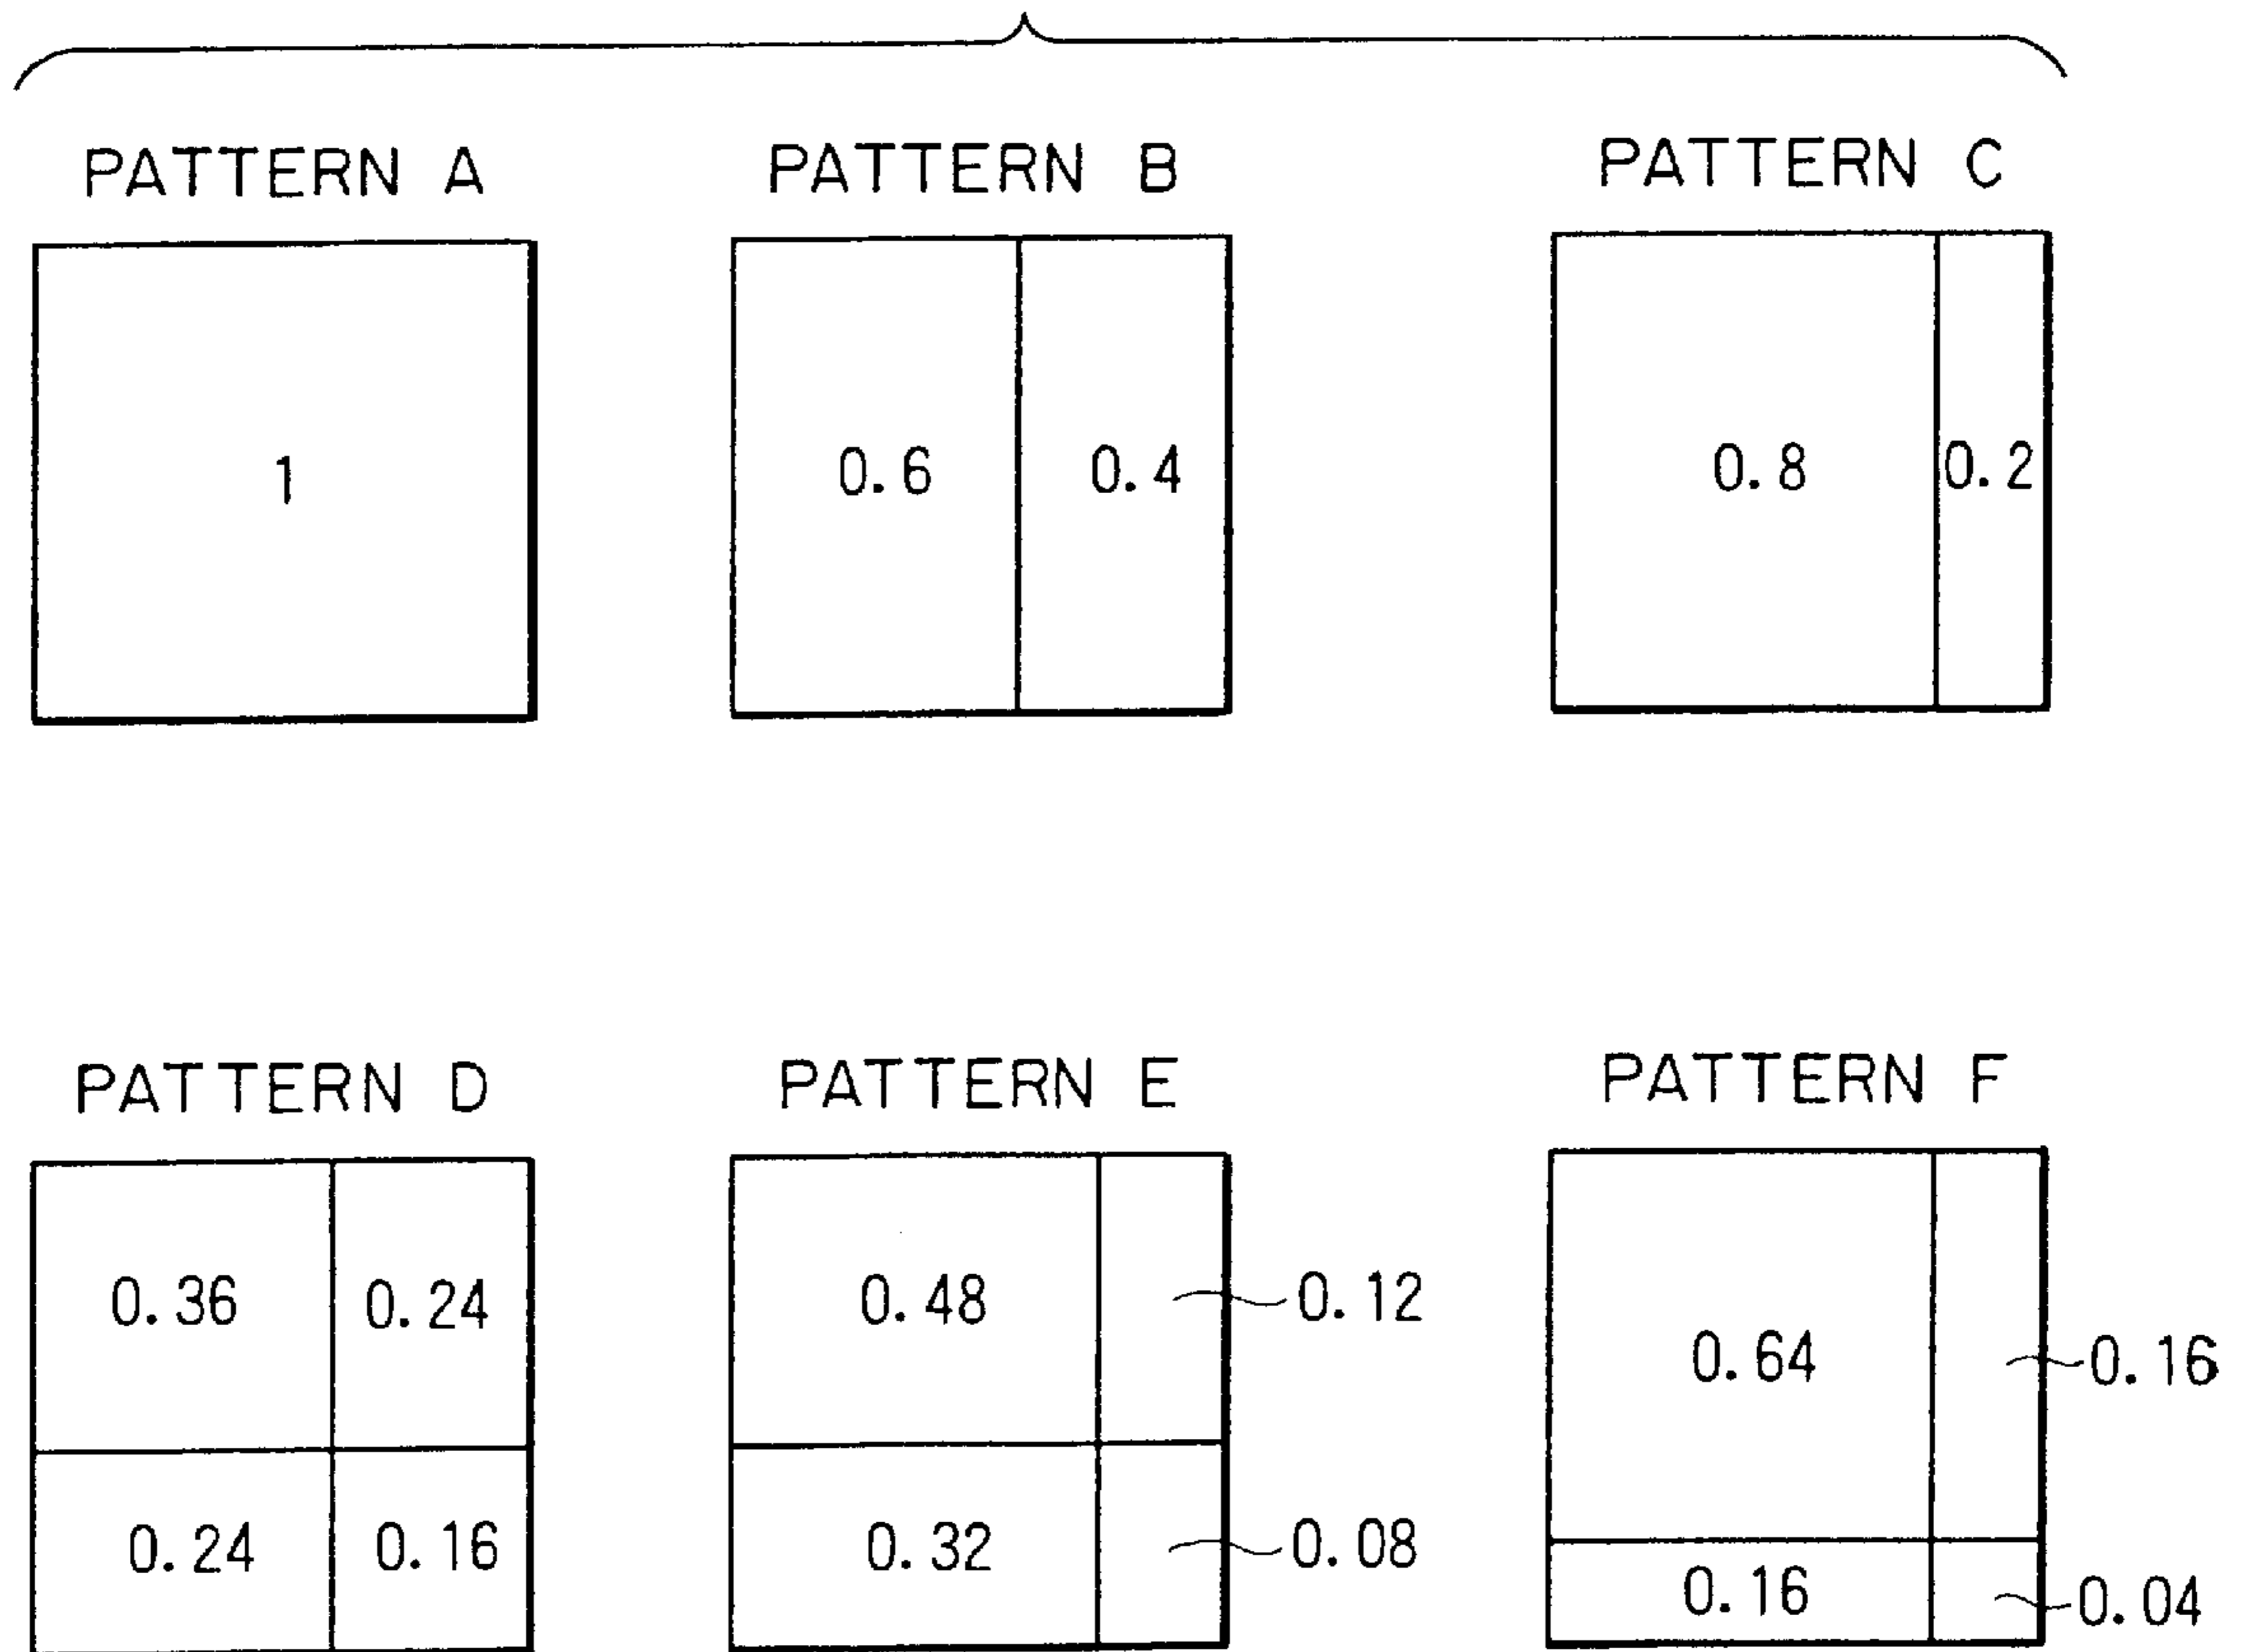 PATTERN A PATTERN B PATTERN C
1 0.6 0.4 0.8 0.2
PATTERN D PATTERN E PATTERN F
0.36 0.24 0.48 0.12
0.64 0.16
0.24 0.16 0.32 0.08
0.16 0.04